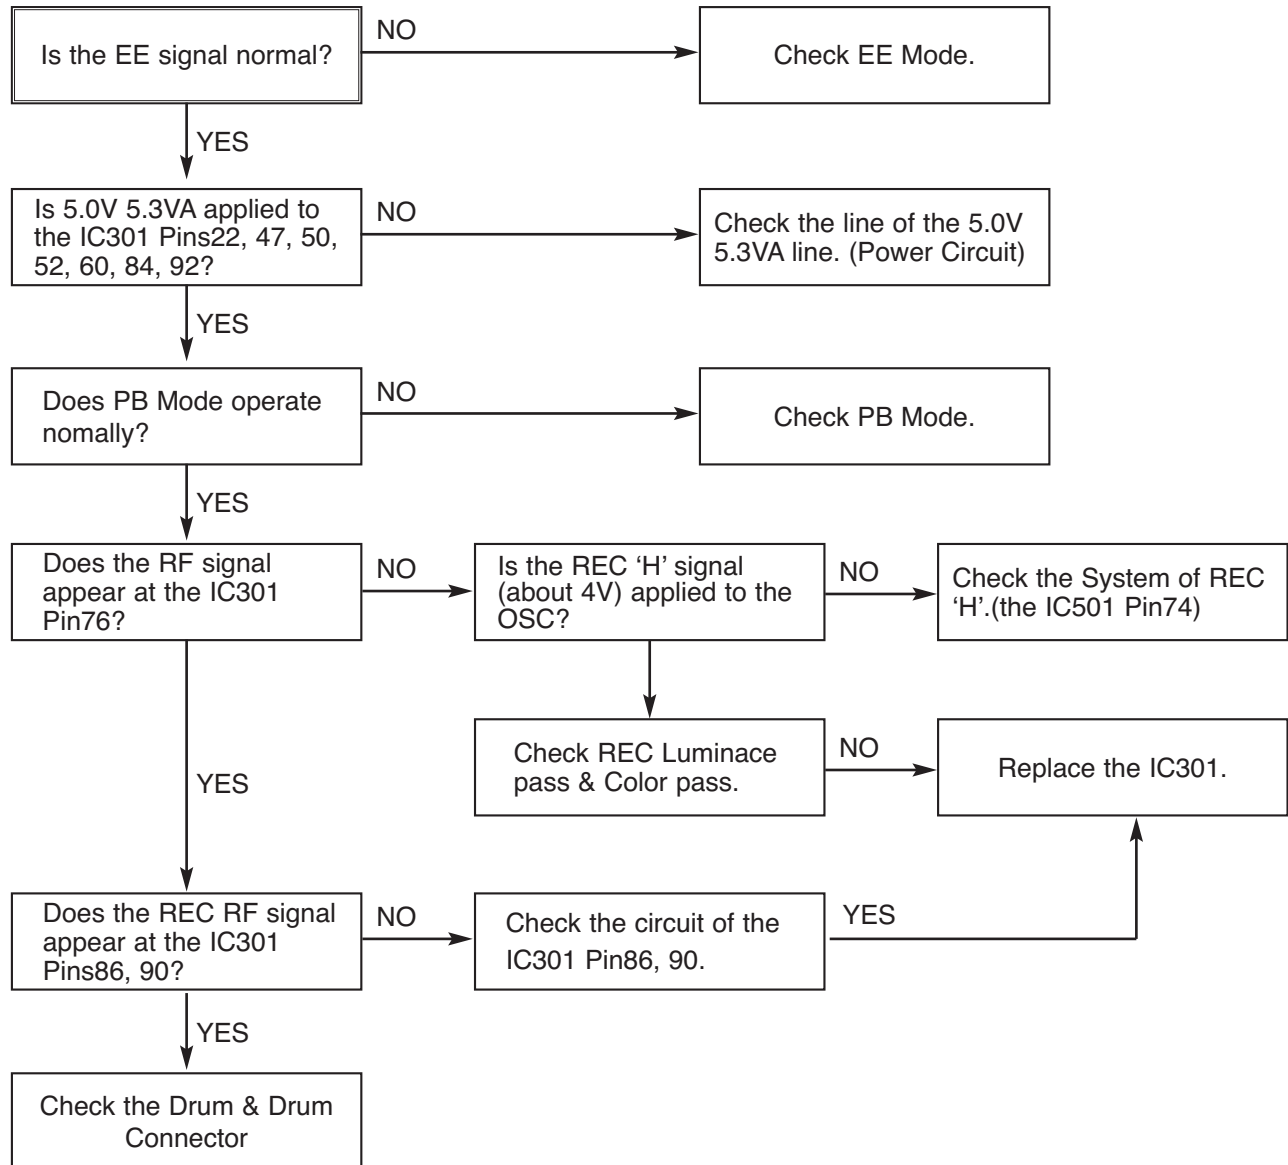 Is the EE signal normal?
NO
Check EE Mode.
YES
Is 5.0V 5.3VA applied to
the IC301 Pins22, 47, 50,
52, 60, 84, 92?
NO
Check the line of the 5.0V
5.3VA line. (Power Circuit)
YES
Does PB Mode operate
nomally?
NO
Check PB Mode.
YES
Does the RF signal
appear at the IC301
Pin76?
NO
Is the REC ‘H’ signal
(about 4V) applied to the
OSC?
NO
Check the System of REC
‘H’.(the IC501 Pin74)
Check REC Luminace
pass & Color pass.
NO
Replace the IC301.
YES
Does the REC RF signal
appear at the IC301
Pins86, 90?
NO
Check the circuit of the
IC301 Pin86, 90.
YES
YES
Check the Drum & Drum
Connector